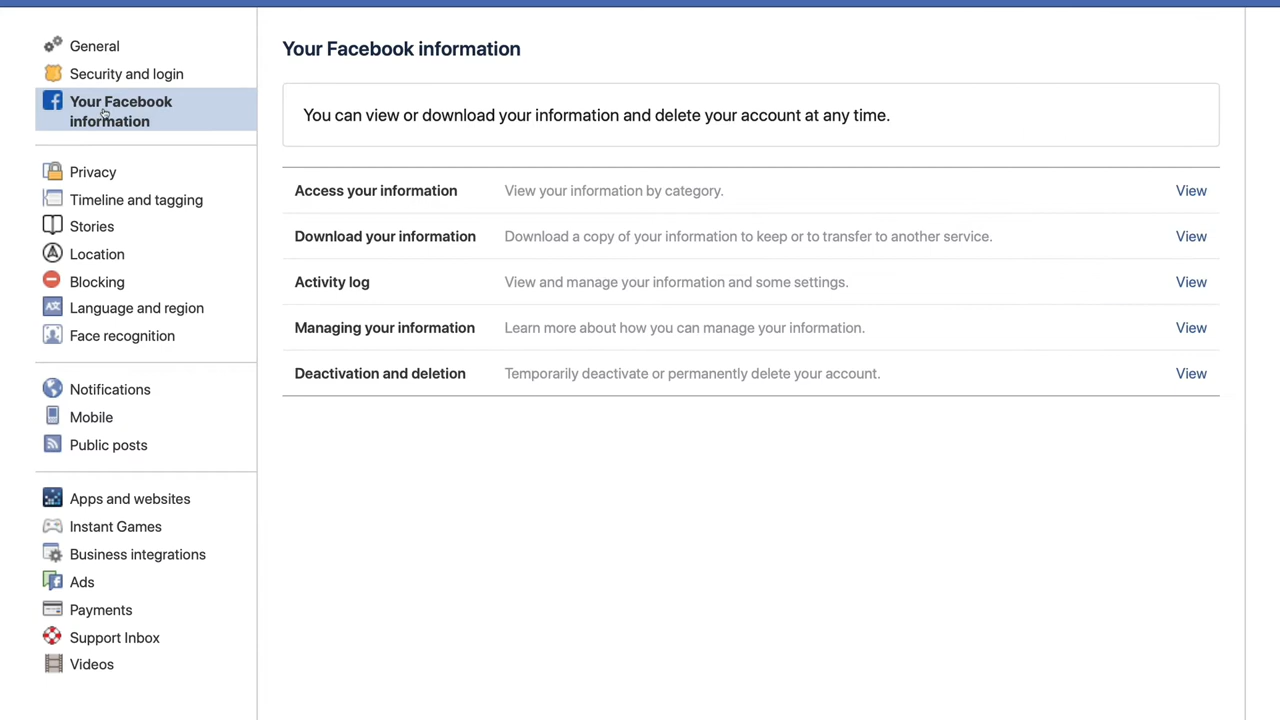 General
Security and login
Your Facebook
information
Privacy
Timeline and tagging
Stories
Location
Blocking
Language and region
Face recognition
Notifications
Mobile
Public posts
Apps and websites
Instant Games
Business integrations
Ads
Payments
Support Inbox
Videos
Your Facebook information
You can view or download your information and delete your account at any time.
Access your information View your information by category. View
Download your information Download a copy of your information to keep or to transfer to another service. View
Activity log View and manage your information and some settings. View
Managing your information Learn more about how you can manage your information. View
Deactivation and deletion Temporarily deactivate or permanently delete your account. View